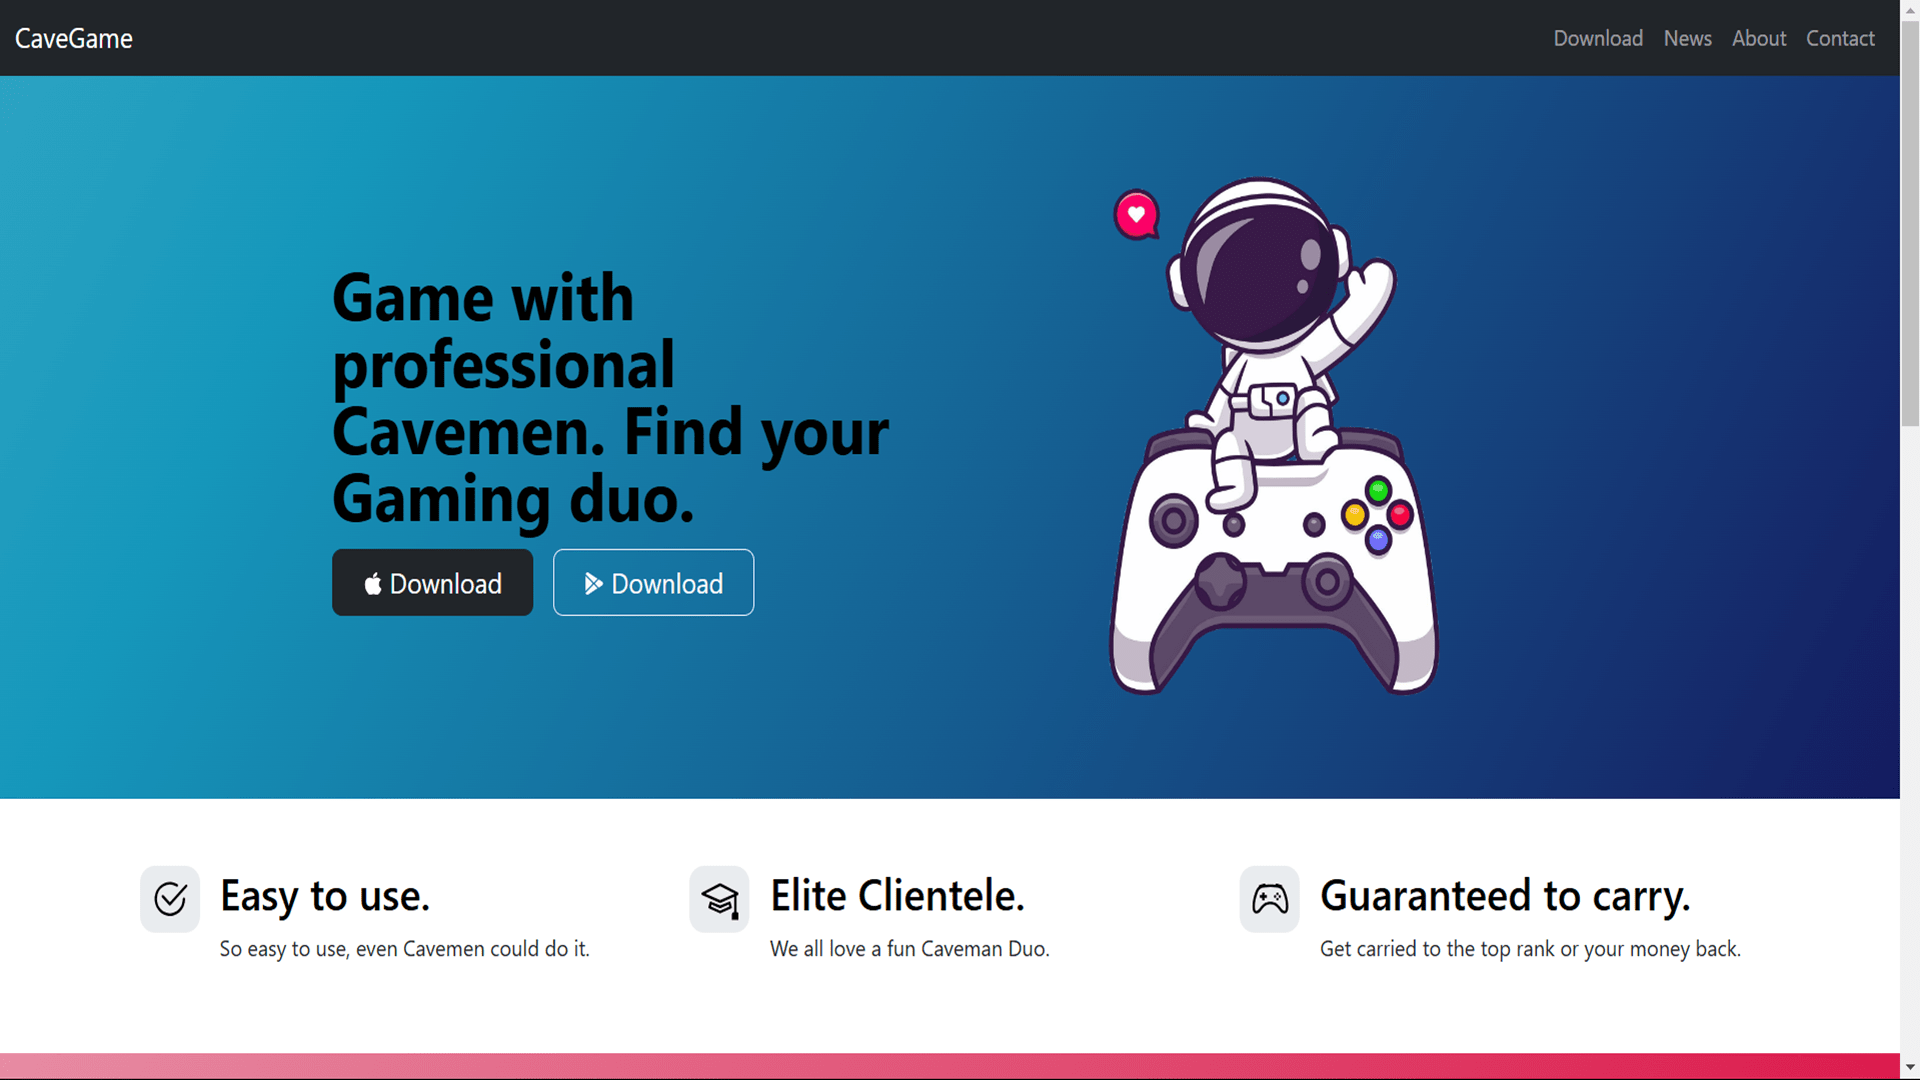 CaveGame
Download News About Contact
Game with
professional
Cavemen. Find your
Gaming duo.
Download
Download
Easy to use.
So easy to use, even Cavemen could do it.
Elite Clientele.
We all love a fun Caveman Duo.
Guaranteed to carry.
Get carried to the top rank or your money back.